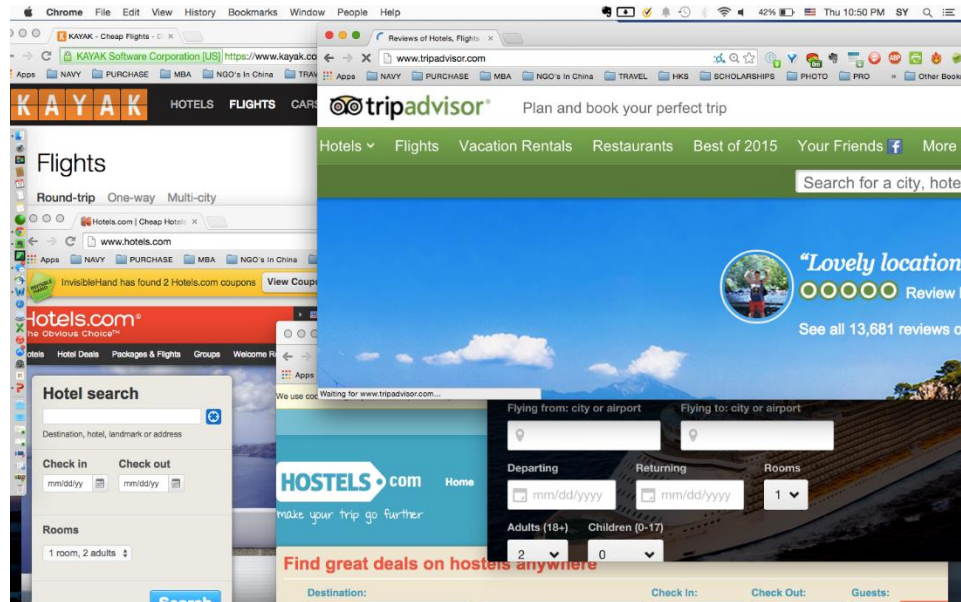 Chrome File Edit View History Bookmarks Window People Help
42% Thu 10:50 PM SY
KAYAK - Cheap Flights -
KAYAK Software Corporation [US] https://www.kayak.co
Apps NAVY PURCHASE MBA NGO's In China TRAV
KAYAK
HOTELS FLIGHTS CARS
Flights
Round-trip One-way Multi-city
Reviews of Hotels, Flights
www.tripadvisor.com
Apps NAVY PURCHASE MBA NGO's In China TRAVEL HKS SCHOLARSHIPS PHOTO PRO » Other Book
tripadvisor®
Plan and book your perfect trip
Hotels Flights Vacation Rentals Restaurants Best of 2015 Your Friends More
Search for a city, hote
"Lovely location
Review
See all 13,681 reviews o
Waiting for www.tripadvisor.com...
Hotels.com | Cheap Hotels
www.hotels.com
Apps NAVY PURCHASE MBA NGO's In China
InvisibleHand has found 2 Hotels.com coupons View Coup
Hotels.com®
The Obvious Choice™
otels Hotel Deals Packages & Flights Groups Welcome R
Hotel search
Destination, hotel, landmark or address
Check in Check out
mm/dd/yy mm/dd/yy
Rooms
1 room, 2 adults
Search
Apps
We use coo
HOSTELS.com
Home
make your trip go further
Find great deals on hostels anywhere
Destination: Check In: Check Out: Guests:
Flying from: city or airport Flying to: city or airport
Departing Returning Rooms
mm/dd/yyyy mm/dd/yyyy 1
Adults (18+) Children (0-17)
2 0